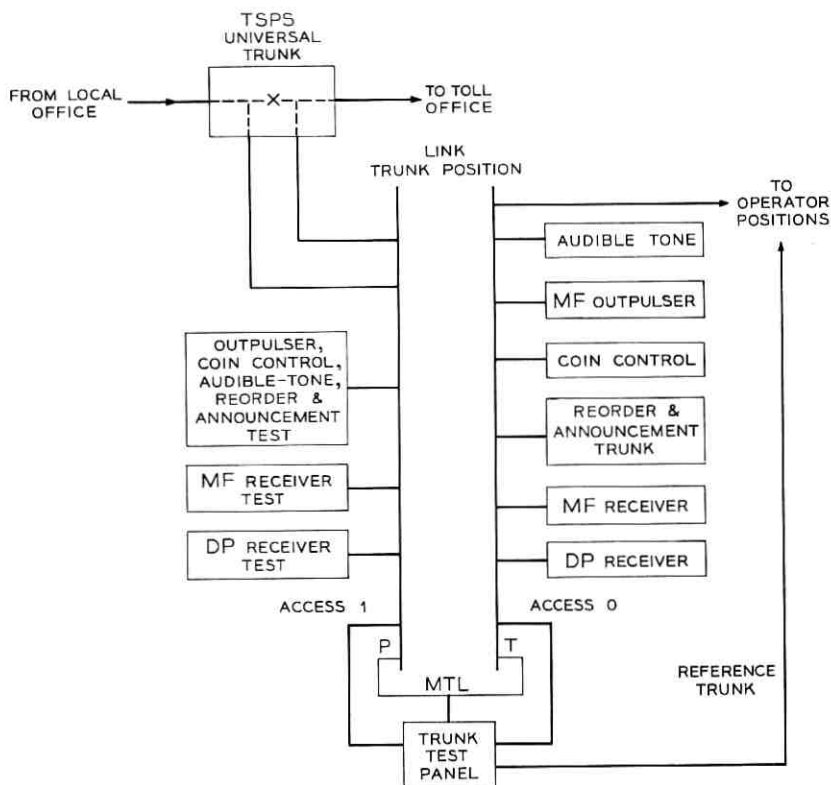 TSPS
UNIVERSAL
TRUNK
FROM LOCAL
OFFICE
TO TOLL
OFFICE
LINK
TRUNK POSITION
TO
OPERATOR
POSITIONS
AUDIBLE TONE
MF OUTPULSER
OUTPULSER,
COIN CONTROL,
AUDIBLE-TONE,
REORDER &
ANNOUNCEMENT
TEST
COIN CONTROL
REORDER &
ANNOUNCEMENT
TRUNK
MF RECEIVER
TEST
MF RECEIVER
DP RECEIVER
TEST
DP RECEIVER
ACCESS 1
ACCESS 0
P
T
MTL
REFERENCE
TRUNK
TRUNK
TEST
PANEL